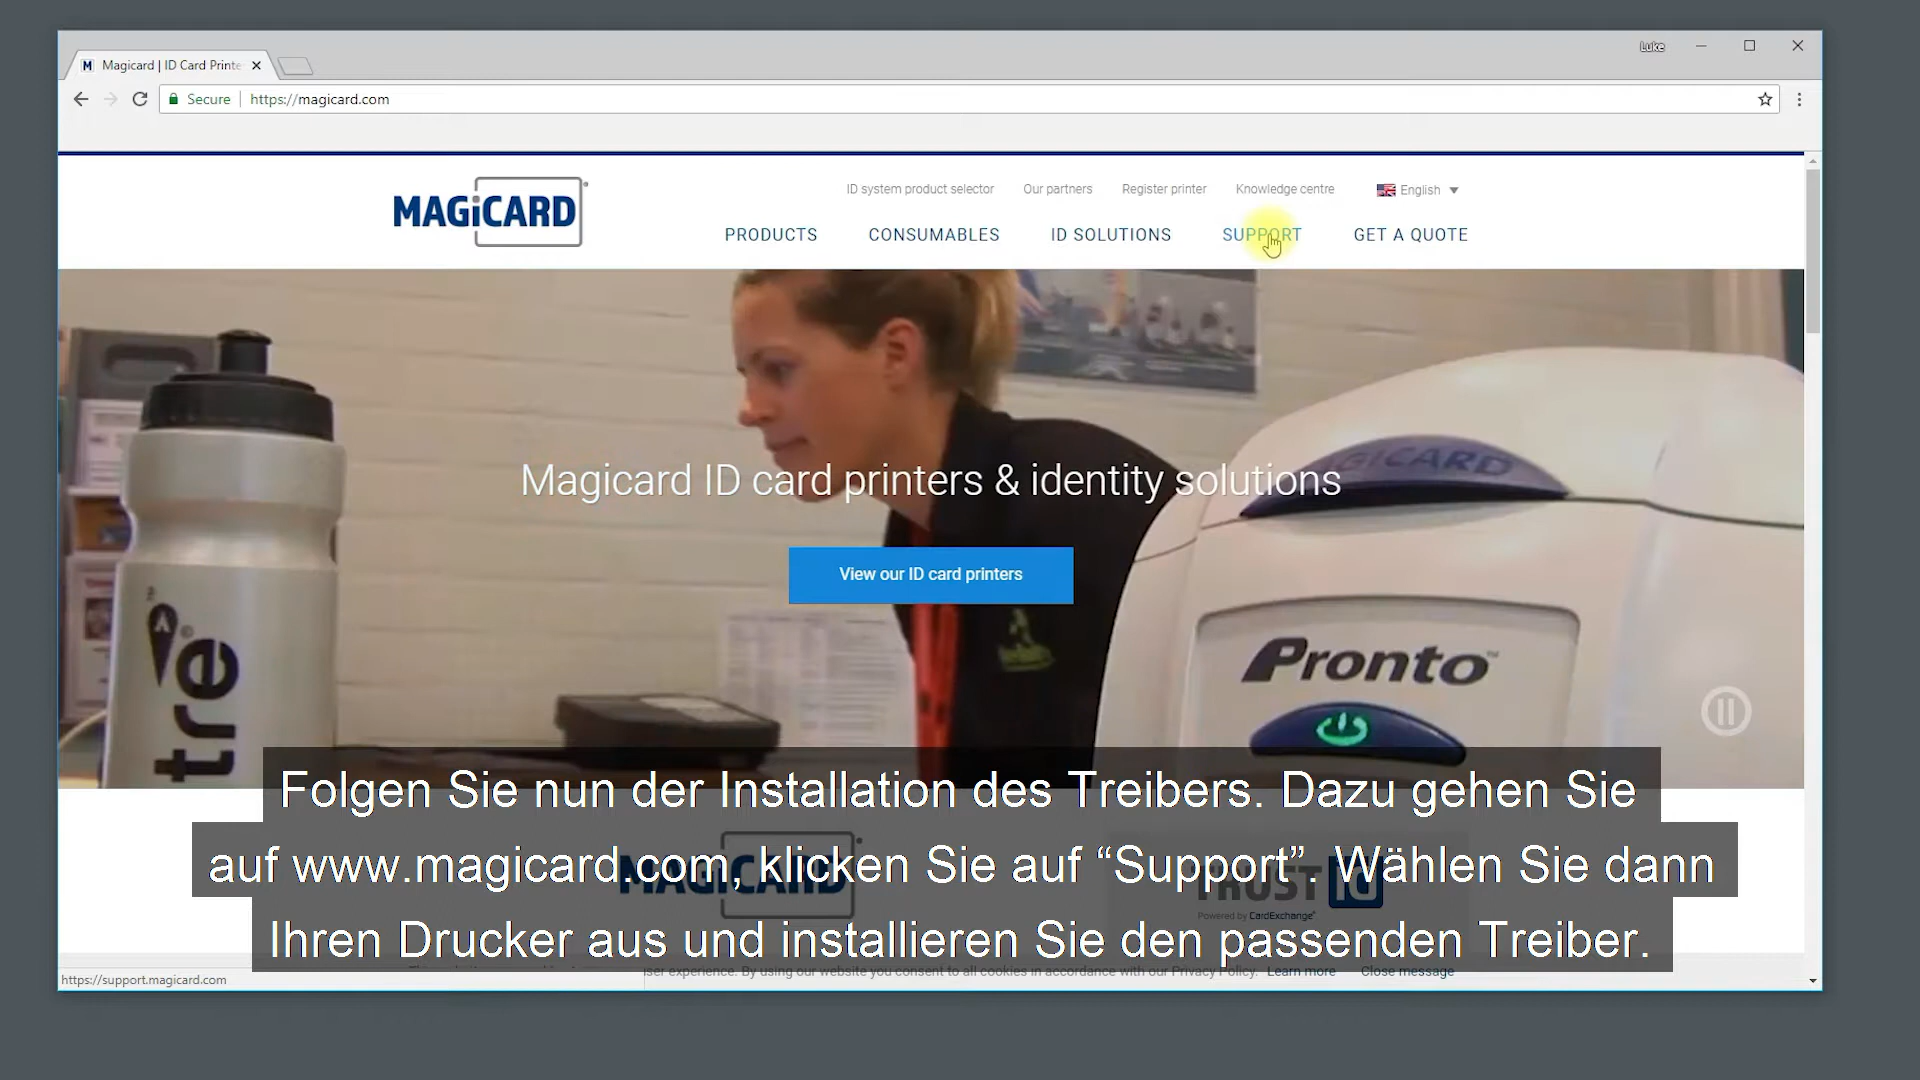 Luke
M Magicard | ID Card Printe
Secure https://magicard.com
ID system product selector Our partners Register printer Knowledge centre English
MAGiCARD
PRODUCTS CONSUMABLES ID SOLUTIONS SUPPORT GET A QUOTE
Magicard ID card printers & identity solutions
MAGICARD
View our ID card printers
Pronto
tre
Folgen Sie nun der Installation des Treibers. Dazu gehen Sie
auf www.magicard.com, klicken Sie auf “Support”. Wählen Sie dann
Ihren Drucker aus und installieren Sie den passenden Treiber.
MAGiCARD
TRUST id
Powered by CardExchange
ser experience. By using our website you consent to all cookies in accordance with our Privacy Policy. Learn more Close message
https://support.magicard.com